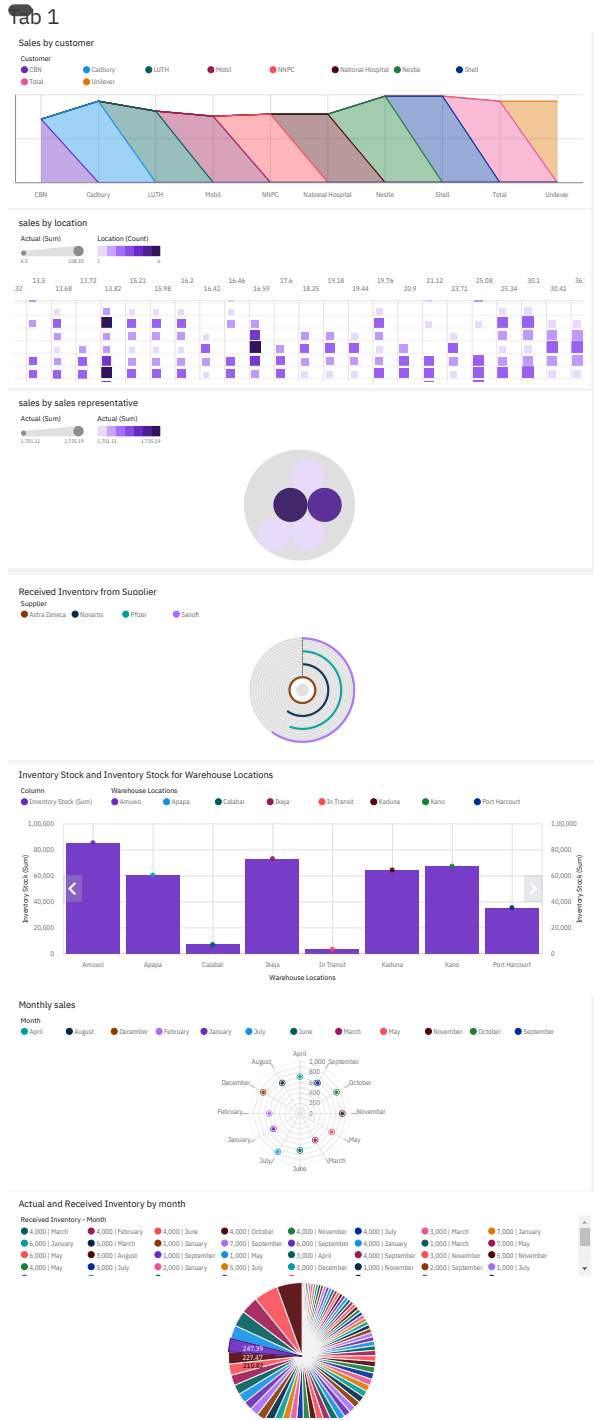 Tab 1
Sales by customer
Customer
CBN Cadbury LUTH Mobil NNPC National Hospital Nestle Shell
Total Unilever
CBN Cadbury LUTH Mobil NNPC National Hospital Nestle Shell Total Unilever
sales by location
Actual (Sum) Location (Count)
4.5 108.25 1 6
13.5 13.72 15.21 16.2 16.46 17.6 19.18 19.76 21.12 25.08 30.1 36.
32 13.68 13.82 15.98 16.42 16.59 18.25 19.44 20.9 23.71 25.34 30.41
sales by sales representative
Actual (Sum) Actual (Sum)
1,701.11 1,735.19 1,701.11 1,735.19
Received Inventory from Supplier
Supplier
Astra Zeneca Novartis Pfizer Sanofi
Inventory Stock and Inventory Stock for Warehouse Locations
Column Warehouse Locations
Inventory Stock (Sum) Amuwo Apapa Calabar Ikeja In Transit Kaduna Kano Port Harcourt
1,00,000 1,00,000
80,000 80,000
60,000 60,000
40,000 40,000
20,000 20,000
0 0
Inventory Stock (Sum)
Inventory Stock (Sum)
Amuwo Apapa Calabar Ikeja In Transit Kaduna Kano Port Harcourt
Warehouse Locations
Monthly sales
Month
April August December February January July June March May November October September
April
August 1,000 September
800
December 600 October
400
200
February 0 November
January May
July March
June
Actual and Received Inventory by month
Received Inventory - Month
4,000 | March 4,000 | February 4,000 | June 4,000 | October 4,000 | November 4,000 | July 3,000 | March 7,000 | January
6,000 | January 5,000 | March 1,000 | January 7,000 | September 6,000 | September 4,000 | January 1,000 | March 7,000 | May
6,000 | May 3,000 | August 1,000 | September 1,000 | May 3,000 | April 4,000 | September 3,000 | November 5,000 | November
4,000 | May 3,000 | July 2,000 | January 5,000 | July 3,000 | December 1,000 | November 2,000 | September 1,000 | July
247.39
227.47
210.82